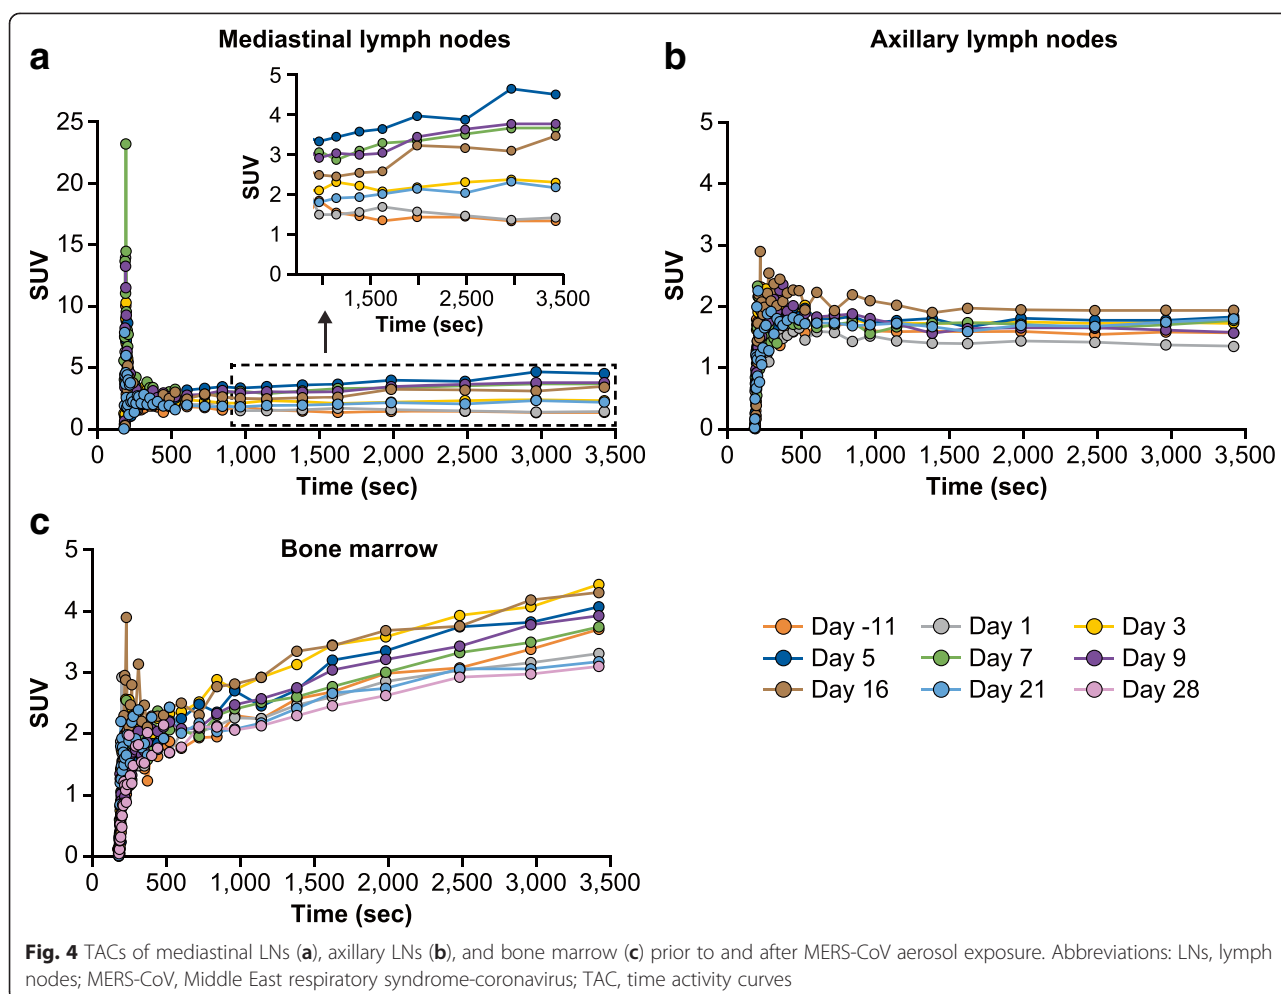 Mediastinal lymph nodes
Axillary lymph nodes
a
b
5
4
3
2
1
0
SUV
1,500
2,500
3,500
Time (sec)
25
20
15
10
5
0
SUV
0
500
1,000
1,500
2,000
2,500
3,000
3,500
Time (sec)
5
4
3
2
1
0
SUV
0
500
1,000
1,500
2,000
2,500
3,000
3,500
Time (sec)
c
Bone marrow
5
4
3
2
1
0
SUV
0
500
1,000
1,500
2,000
2,500
3,000
3,500
Time (sec)
Day -11
Day 1
Day 3
Day 5
Day 7
Day 9
Day 16
Day 21
Day 28
Fig. 4 TACs of mediastinal LNs (a), axillary LNs (b), and bone marrow (c) prior to and after MERS-CoV aerosol exposure. Abbreviations: LNs, lymph
nodes; MERS-CoV, Middle East respiratory syndrome-coronavirus; TAC, time activity curves